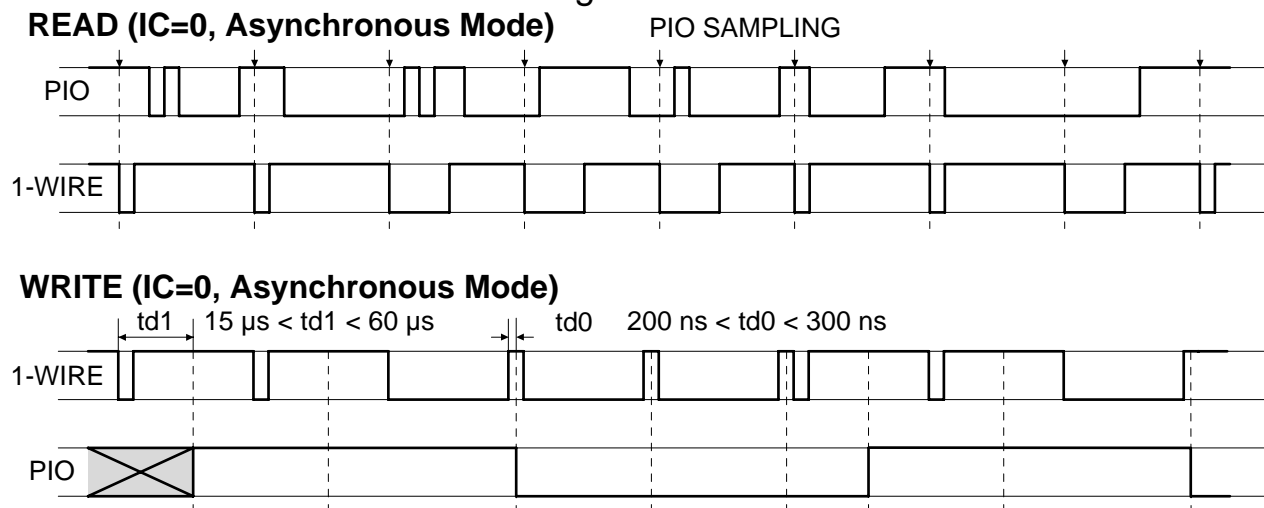 READ (IC=0, Asynchronous Mode) PIO SAMPLING
PIO
1-WIRE
WRITE (IC=0, Asynchronous Mode)
td1 15 µs < td1 < 60 µs td0 200 ns < td0 < 300 ns
1-WIRE
PIO